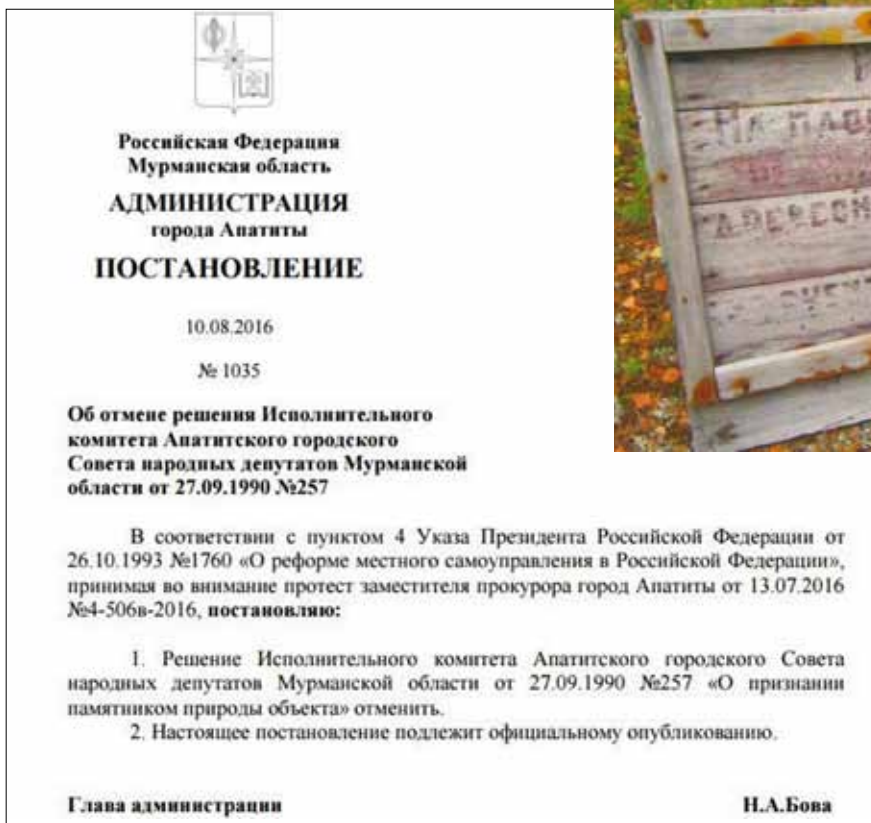 Российская Федерация
Мурманская область
АДМИНИСТРАЦИЯ
города Апатиты
ПОСТАНОВЛЕНИЕ
10.08.2016
№ 1035
Об отмене решения Исполнительного
комитета Апатитского городского
Совета народных депутатов Мурманской
области от 27.09.1990 №257
В соответствии с пунктом 4 Указа Президента Российской Федерации от
26.10.1993 №1760 «О реформе местного самоуправления в Российской Федерации»,
принимая во внимание протест заместителя прокурора город Апатиты от 13.07.2016
№4-506в-2016, постановляю:
1. Решение Исполнительного комитета Апатитского городского Совета
народных депутатов Мурманской области от 27.09.1990 №257 «О признании
памятником природы объекта» отменить.
2. Настоящее постановление подлежит официальному опубликованию.
Глава администрации Н.А.Бова